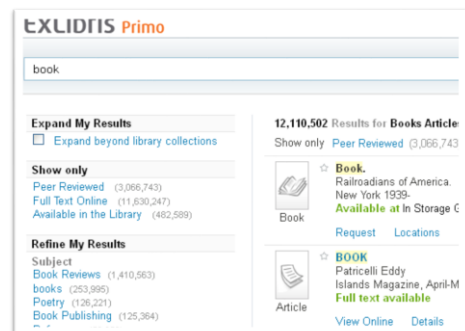 EXLIBRIS Primo
book
Expand My Results
Expand beyond library collections
Show only
Peer Reviewed (3,066,743)
Full Text Online (11,630,247)
Available in the Library (482,589)
Refine My Results
Subject
Book Reviews (1,410,563)
books (253,995)
Poetry (126,221)
Book Publishing (125,364)
12,110,502 Results for Books Articles
Show only Peer Reviewed (3,066,743
Book.
Railroadians of America.
New York 1939-
Available at In Storage G
Book
Request Locations
BOOK
Patricelli Eddy
Islands Magazine, April-M
Full text available
Article
View Online Details